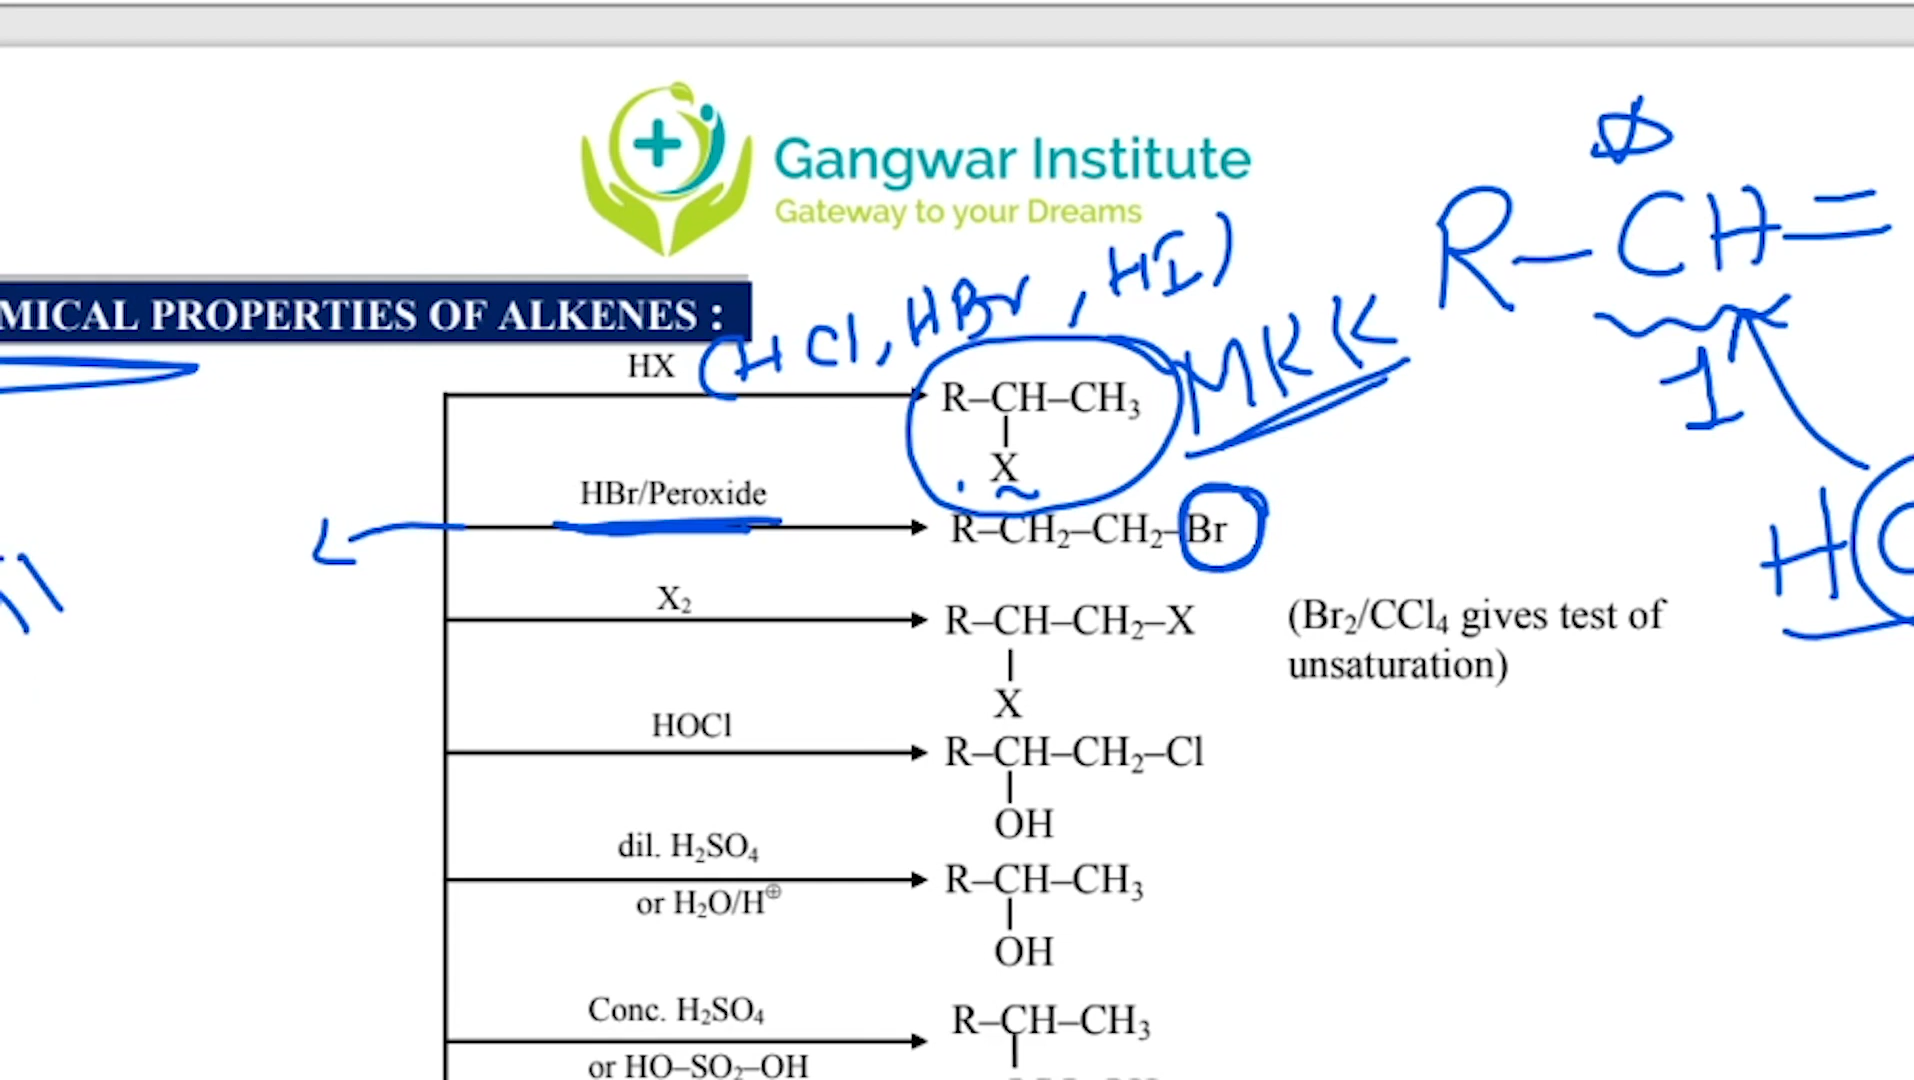 Gangwar Institute
Gateway to your Dreams
R–CH=
MICAL PROPERTIES OF ALKENES :
(HCl, HBr, HI)
MKK
1
HX
R–CH–CH₃
X
HBr/Peroxide
R–CH₂–CH₂–Br
H
X₂
R–CH–CH₂–X
X
(Br₂/CCl₄ gives test of
unsaturation)
HOCl
R–CH–CH₂–Cl
OH
dil. H₂SO₄
or H₂O/H⊕
R–CH–CH₃
OH
Conc. H₂SO₄
or HO–SO₂–OH
R–CH–CH₃